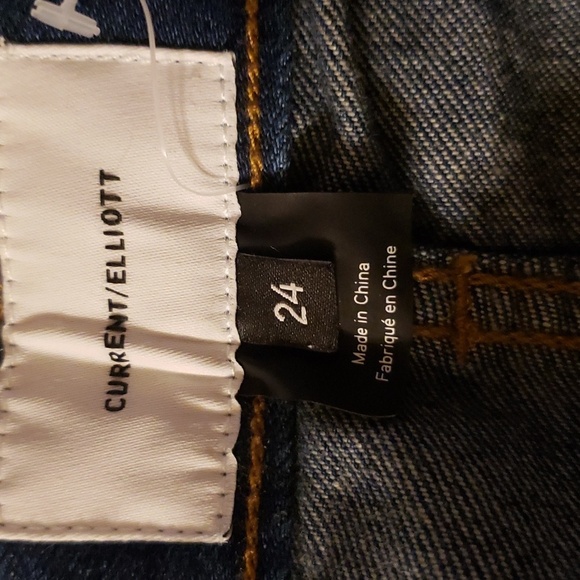 CURRENT/ELLIOTT
24
Made in China
Fabriqué en Chine